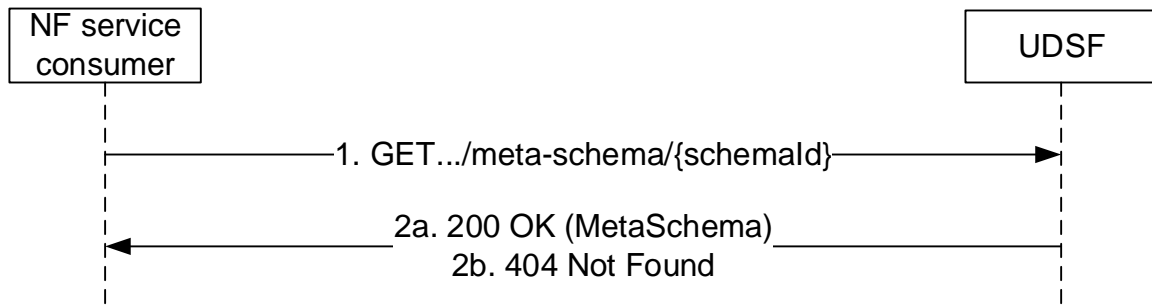 NF service
consumer
UDSF
1. GET.../meta-schema/{schemaId}
2a. 200 OK (MetaSchema)
2b. 404 Not Found